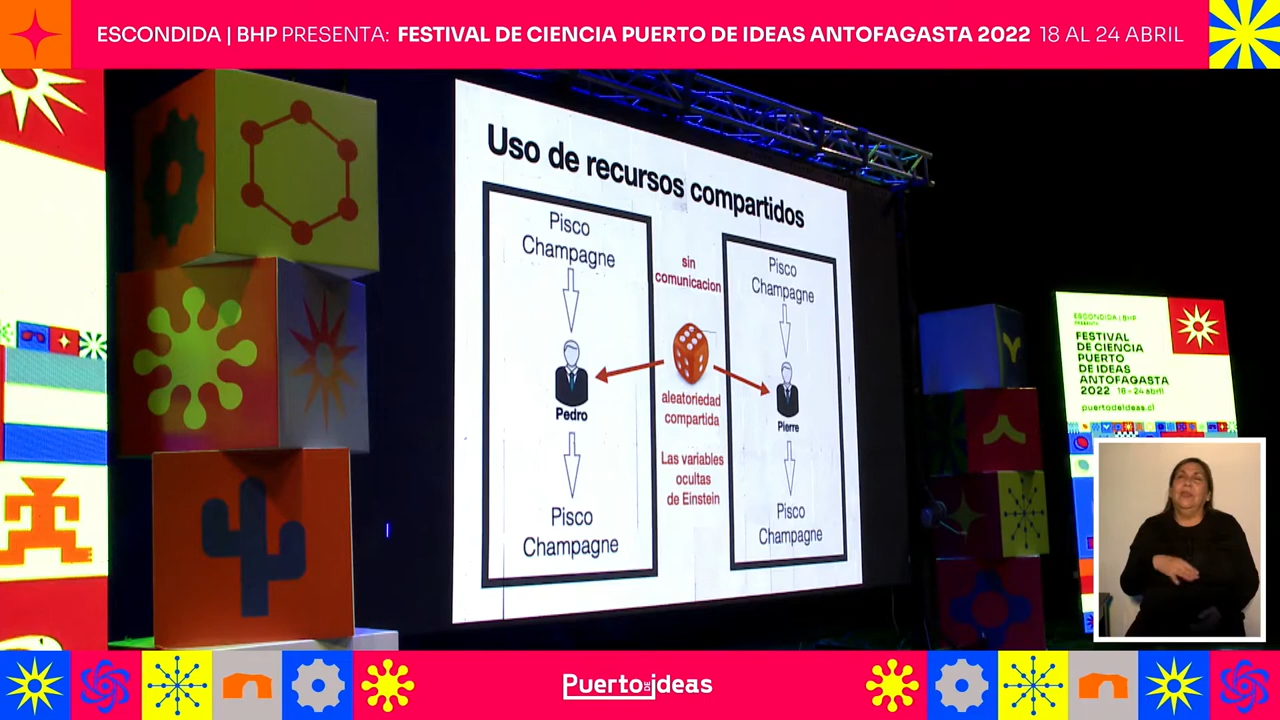 ESCONDIDA | BHP PRESENTA: FESTIVAL DE CIENCIA PUERTO DE IDEAS ANTOFAGASTA 2022 18 AL 24 ABRIL
Uso de recursos compartidos
Pisco
Champagne
Pedro
Pisco
Champagne
sin
comunicacion
aleatoriedad
compartida
Las variables
ocultas
de Einstein
Pisco
Champagne
Pierre
Pisco
Champagne
ESCONDIDA | BHP
PRESENTA:
FESTIVAL
DE CIENCIA
PUERTO
DE IDEAS
ANTOFAGASTA
2022 18 - 24 abril
puertodeideas.cl
Puerto DE ideas